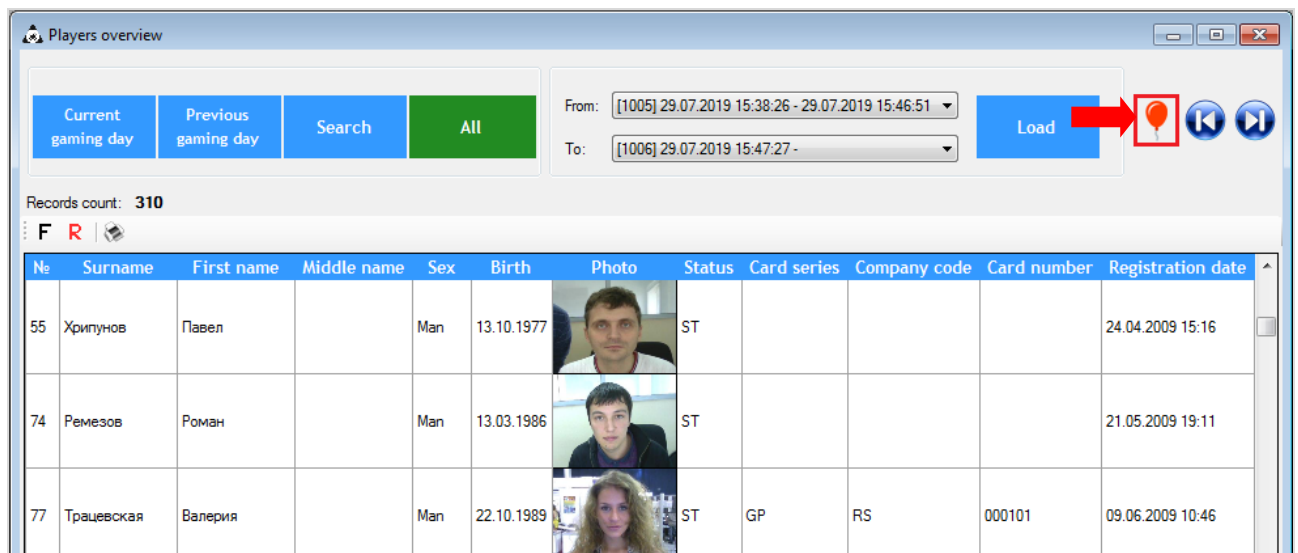 Players overview
Current gaming day
Previous gaming day
Search
All
From: [1005] 29.07.2019 15:38:26 - 29.07.2019 15:46:51
To: [1006] 29.07.2019 15:47:27 -
Load
Records count: 310
F R
№ Surname First name Middle name Sex Birth Photo Status Card series Company code Card number Registration date
55 Хрипунов Павел Man 13.10.1977 ST 24.04.2009 15:16
74 Ремезов Роман Man 13.03.1986 ST 21.05.2009 19:11
77 Трацевская Валерия Man 22.10.1989 ST GP RS 000101 09.06.2009 10:46